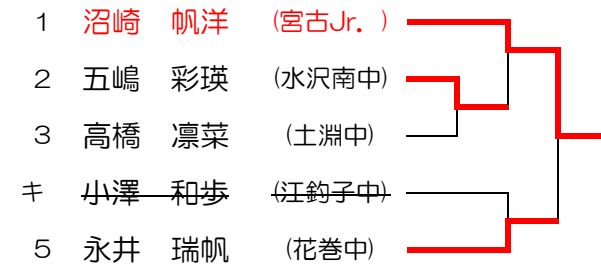 1 沼崎 帆洋 (宮古Jr. )
2 五嶋 彩瑛 (水沢南中)
3 高橋 凛菜 (土淵中)
キ 小澤 和歩 (江釣子中)
5 永井 瑞帆 (花巻中)